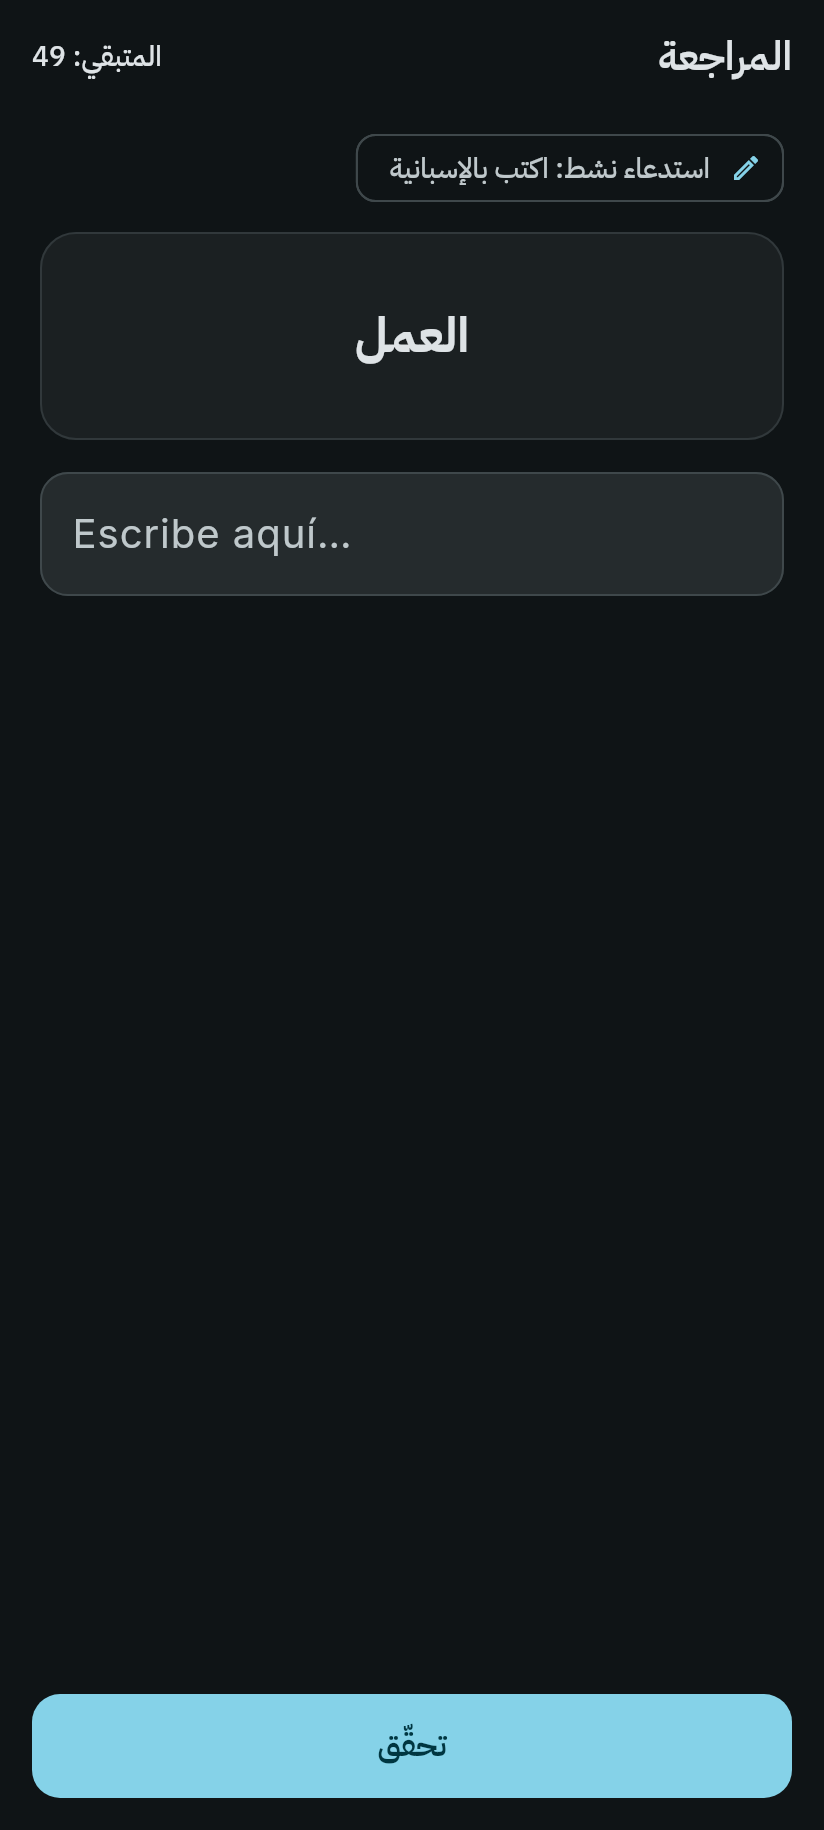 المراجعة
المتبقي: 49
استدعاء نشط: اكتب بالإسبانية
العمل
Escribe aquí...
تحقّق